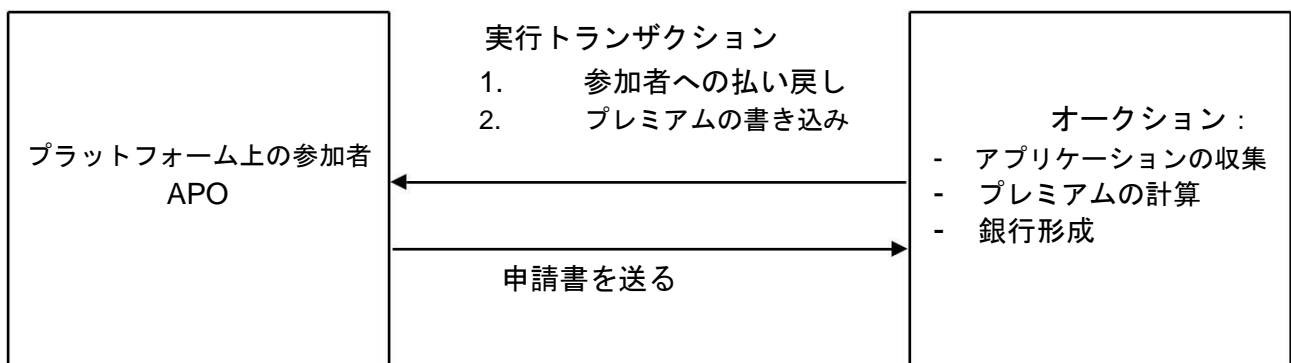 実行トランザクション
1. 参加者への払い戻し
2. プレミアムの書き込み
プラットフォーム上の参加者
APO
オークション：
- アプリケーションの収集
- プレミアムの計算
- 銀行形成
申請書を送る